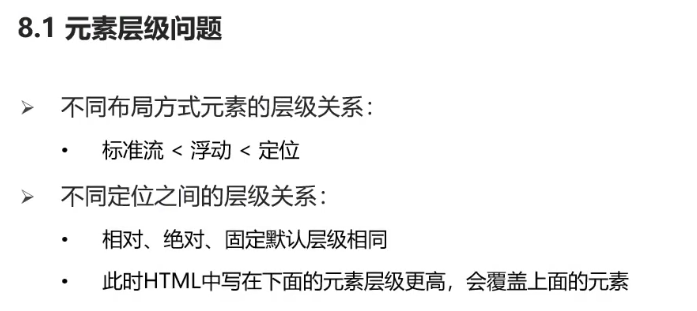 8.1 元素层级问题
➢ 不同布局方式元素的层级关系：
• 标准流 < 浮动 < 定位
➢ 不同定位之间的层级关系：
• 相对、绝对、固定默认层级相同
• 此时HTML中写在下面的元素层级更高，会覆盖上面的元素